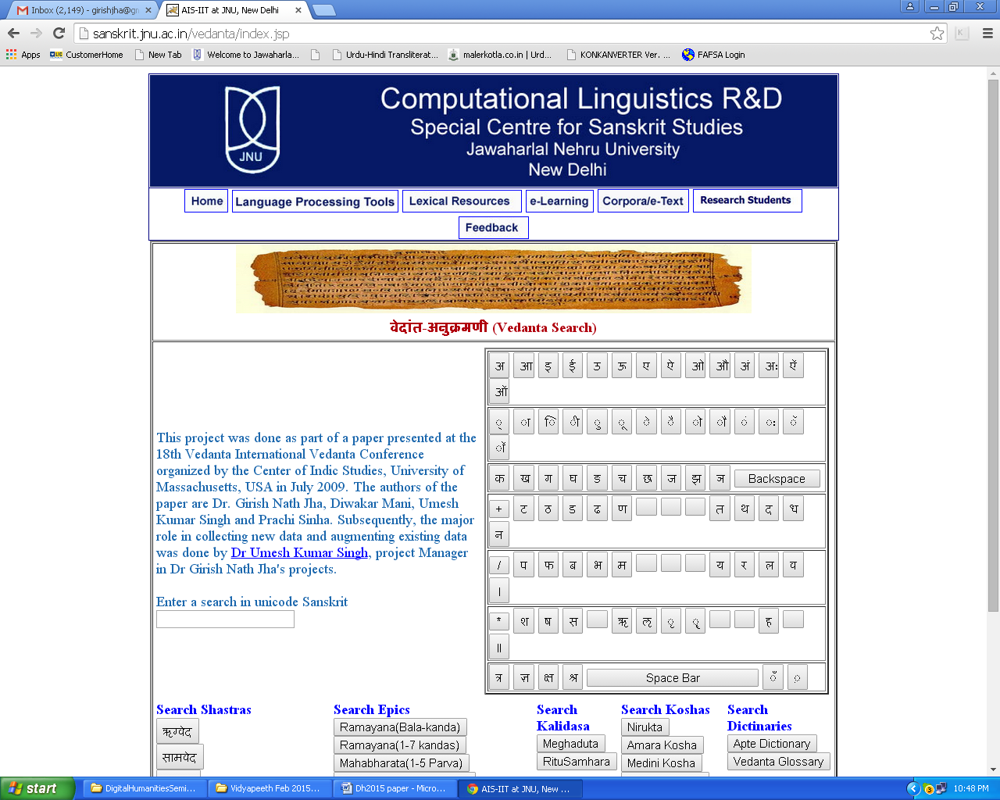 Inbox (2,149) - girishjha@gm
AIS-IIT at JNU, New Delhi
sanskrit.jnu.ac.in/vedanta/index.jsp
Apps CustomerHome New Tab Welcome to Jawaharla... Urdu-Hindi Transliterat... malerkotla.co.in | Urd... KONKANVERTER Ver. ... FAFSA Login
JNU
Computational Linguistics R&D
Special Centre for Sanskrit Studies
Jawaharlal Nehru University
New Delhi
Home Language Processing Tools Lexical Resources e-Learning Corpora/e-Text Research Students
Feedback
वेदांत-अनुक्रमणी (Vedanta Search)
अ आ इ ई उ ऊ ए ऐ ओ औ अं अः ऍ
ऑ
् ा ि ी ु ू े ै ो ौ ं ः ॅ
ॉ
क ख ग घ ङ च छ ज झ ञ Backspace
+ ट ठ ड ढ ण त थ द ध
न
/ प फ ब भ म य र ल व
।
* श ष स ऋ ऌ ृ ॄ ह
॥
त्र ज्ञ क्ष श्र Space Bar ँ ़
This project was done as part of a paper presented at the
18th Vedanta International Vedanta Conference
organized by the Center of Indic Studies, University of
Massachusetts, USA in July 2009. The authors of the
paper are Dr. Girish Nath Jha, Diwakar Mani, Umesh
Kumar Singh and Prachi Sinha. Subsequently, the major
role in collecting new data and augmenting existing data
was done by Dr Umesh Kumar Singh, project Manager
in Dr Girish Nath Jha's projects.
Enter a search in unicode Sanskrit
Search Shastras
ऋग्वेद
सामवेद
Search Epics
Ramayana(Bala-kanda)
Ramayana(1-7 kandas)
Mahabharata(1-5 Parva)
Search
Kalidasa
Meghaduta
RituSamhara
Search Koshas
Nirukta
Amara Kosha
Medini Kosha
Search
Dictinaries
Apte Dictionary
Vedanta Glossary
start DigitalHumanitiesSemi... Vidyapeeth Feb 2015... Dh2015 paper - Micro... AIS-IIT at JNU, New ... 10:48 PM